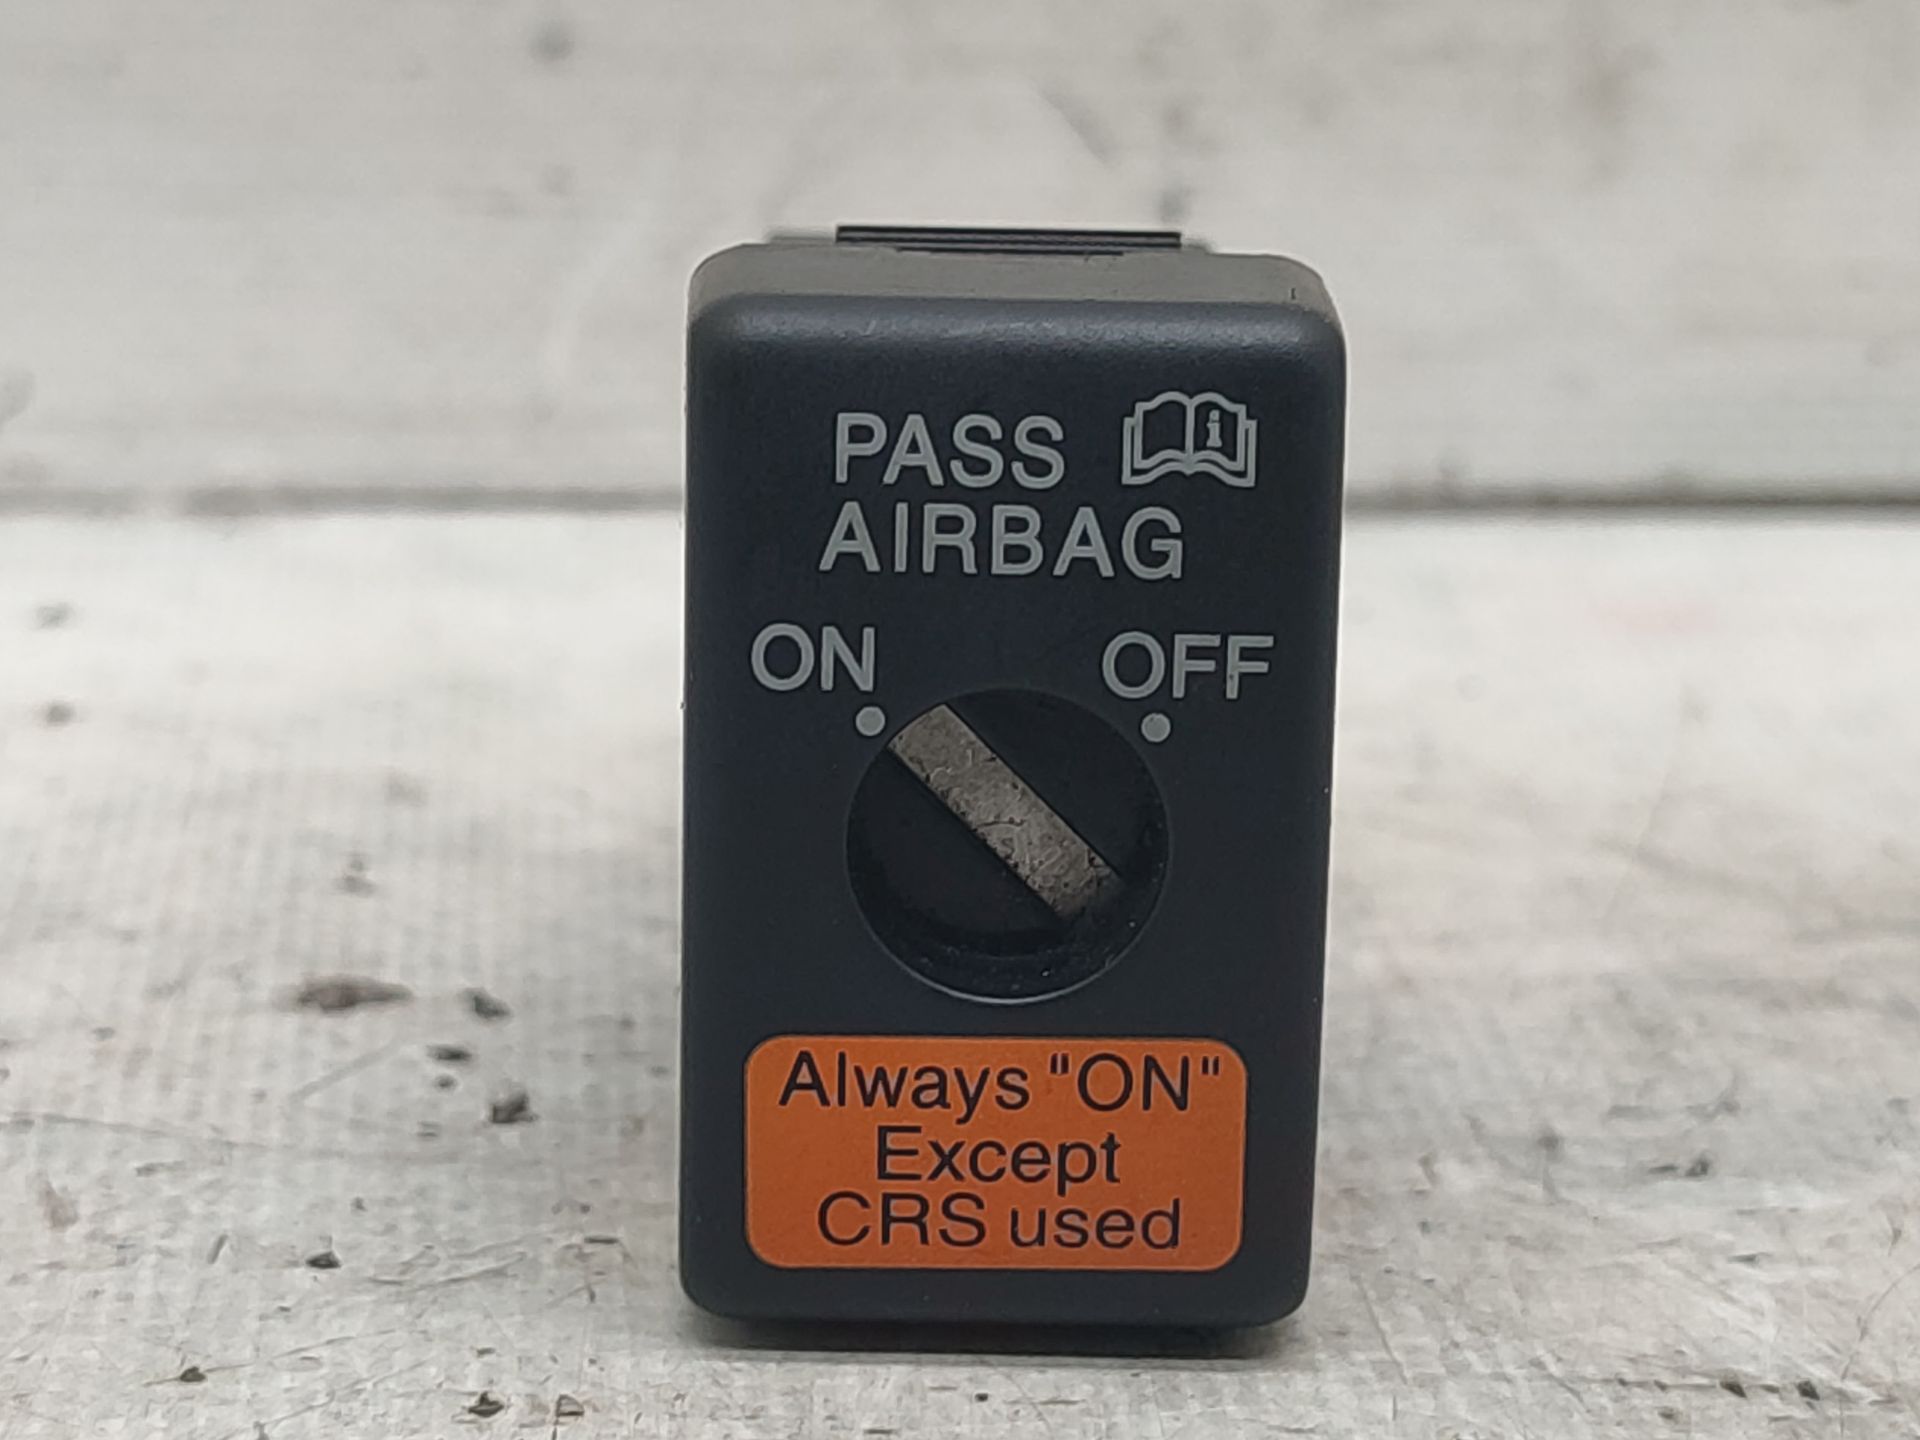 PASS i
AIRBAG
ON OFF
Always "ON"
Except
CRS used